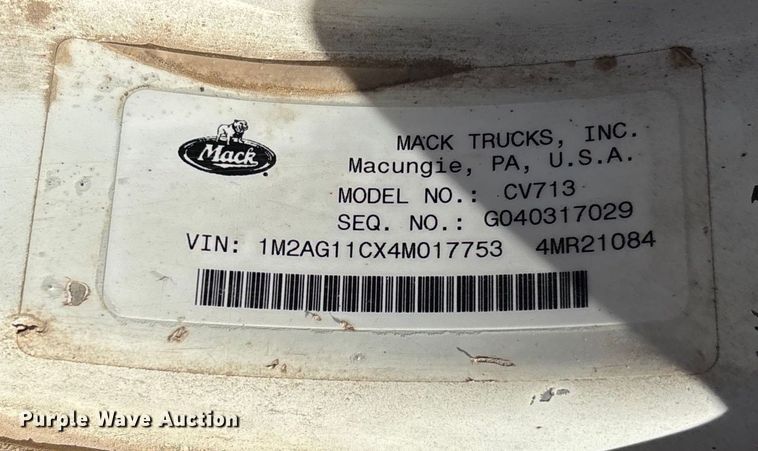 Mack
MACK TRUCKS, INC.
Macungie, PA, U.S.A.
MODEL NO.: CV713
SEQ. NO.: G040317029
VIN: 1M2AG11CX4M017753 4MR21084
Purple Wave Auction